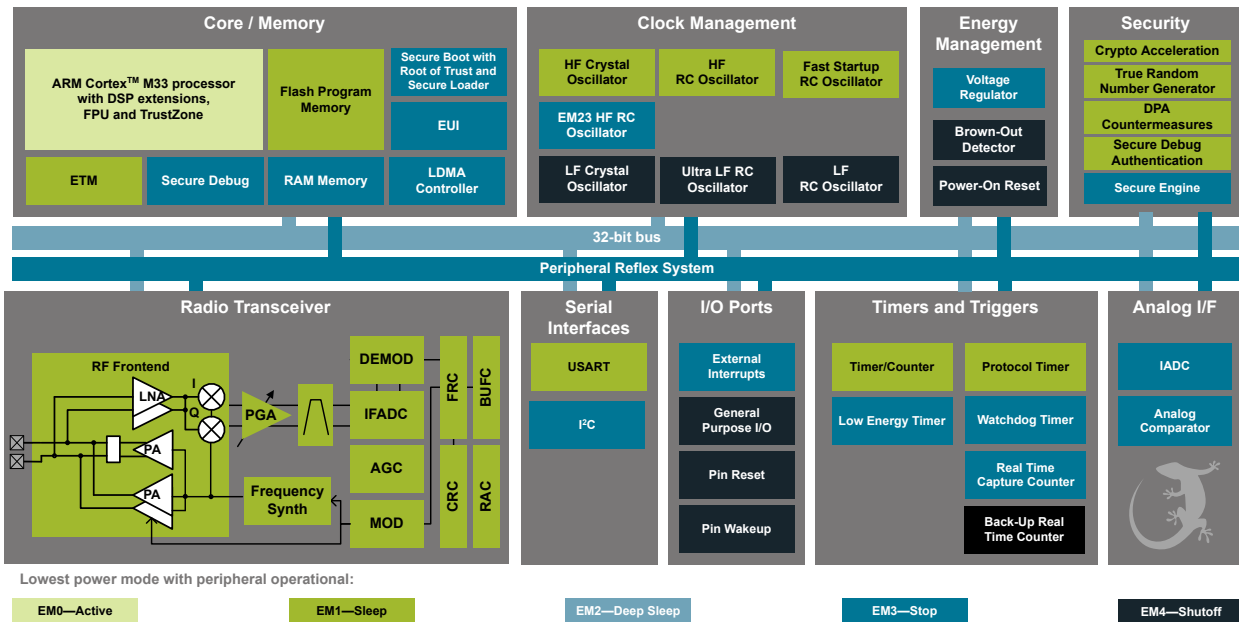 Core / Memory
ARM Cortex™ M33 processor
with DSP extensions,
FPU and TrustZone
Flash Program
Memory
Secure Boot with
Root of Trust and
Secure Loader
EUI
ETM
Secure Debug
RAM Memory
LDMA
Controller
Clock Management
HF Crystal
Oscillator
HF
RC Oscillator
Fast Startup
RC Oscillator
EM23 HF RC
Oscillator
LF Crystal
Oscillator
Ultra LF RC
Oscillator
LF
RC Oscillator
Energy
Management
Voltage
Regulator
Brown-Out
Detector
Power-On Reset
Security
Crypto Acceleration
True Random
Number Generator
DPA
Countermeasures
Secure Debug
Authentication
Secure Engine
32-bit bus
Peripheral Reflex System
Radio Transceiver
RF Frontend
LNA
I
Q
PA
PA
PGA
Frequency
Synth
DEMOD
IFADC
AGC
MOD
FRC
BUFC
CRC
RAC
Serial
Interfaces
USART
I²C
I/O Ports
External
Interrupts
General
Purpose I/O
Pin Reset
Pin Wakeup
Timers and Triggers
Timer/Counter
Protocol Timer
Low Energy Timer
Watchdog Timer
Real Time
Capture Counter
Back-Up Real
Time Counter
Analog I/F
IADC
Analog
Comparator
Lowest power mode with peripheral operational:
EM0—Active
EM1—Sleep
EM2—Deep Sleep
EM3—Stop
EM4—Shutoff